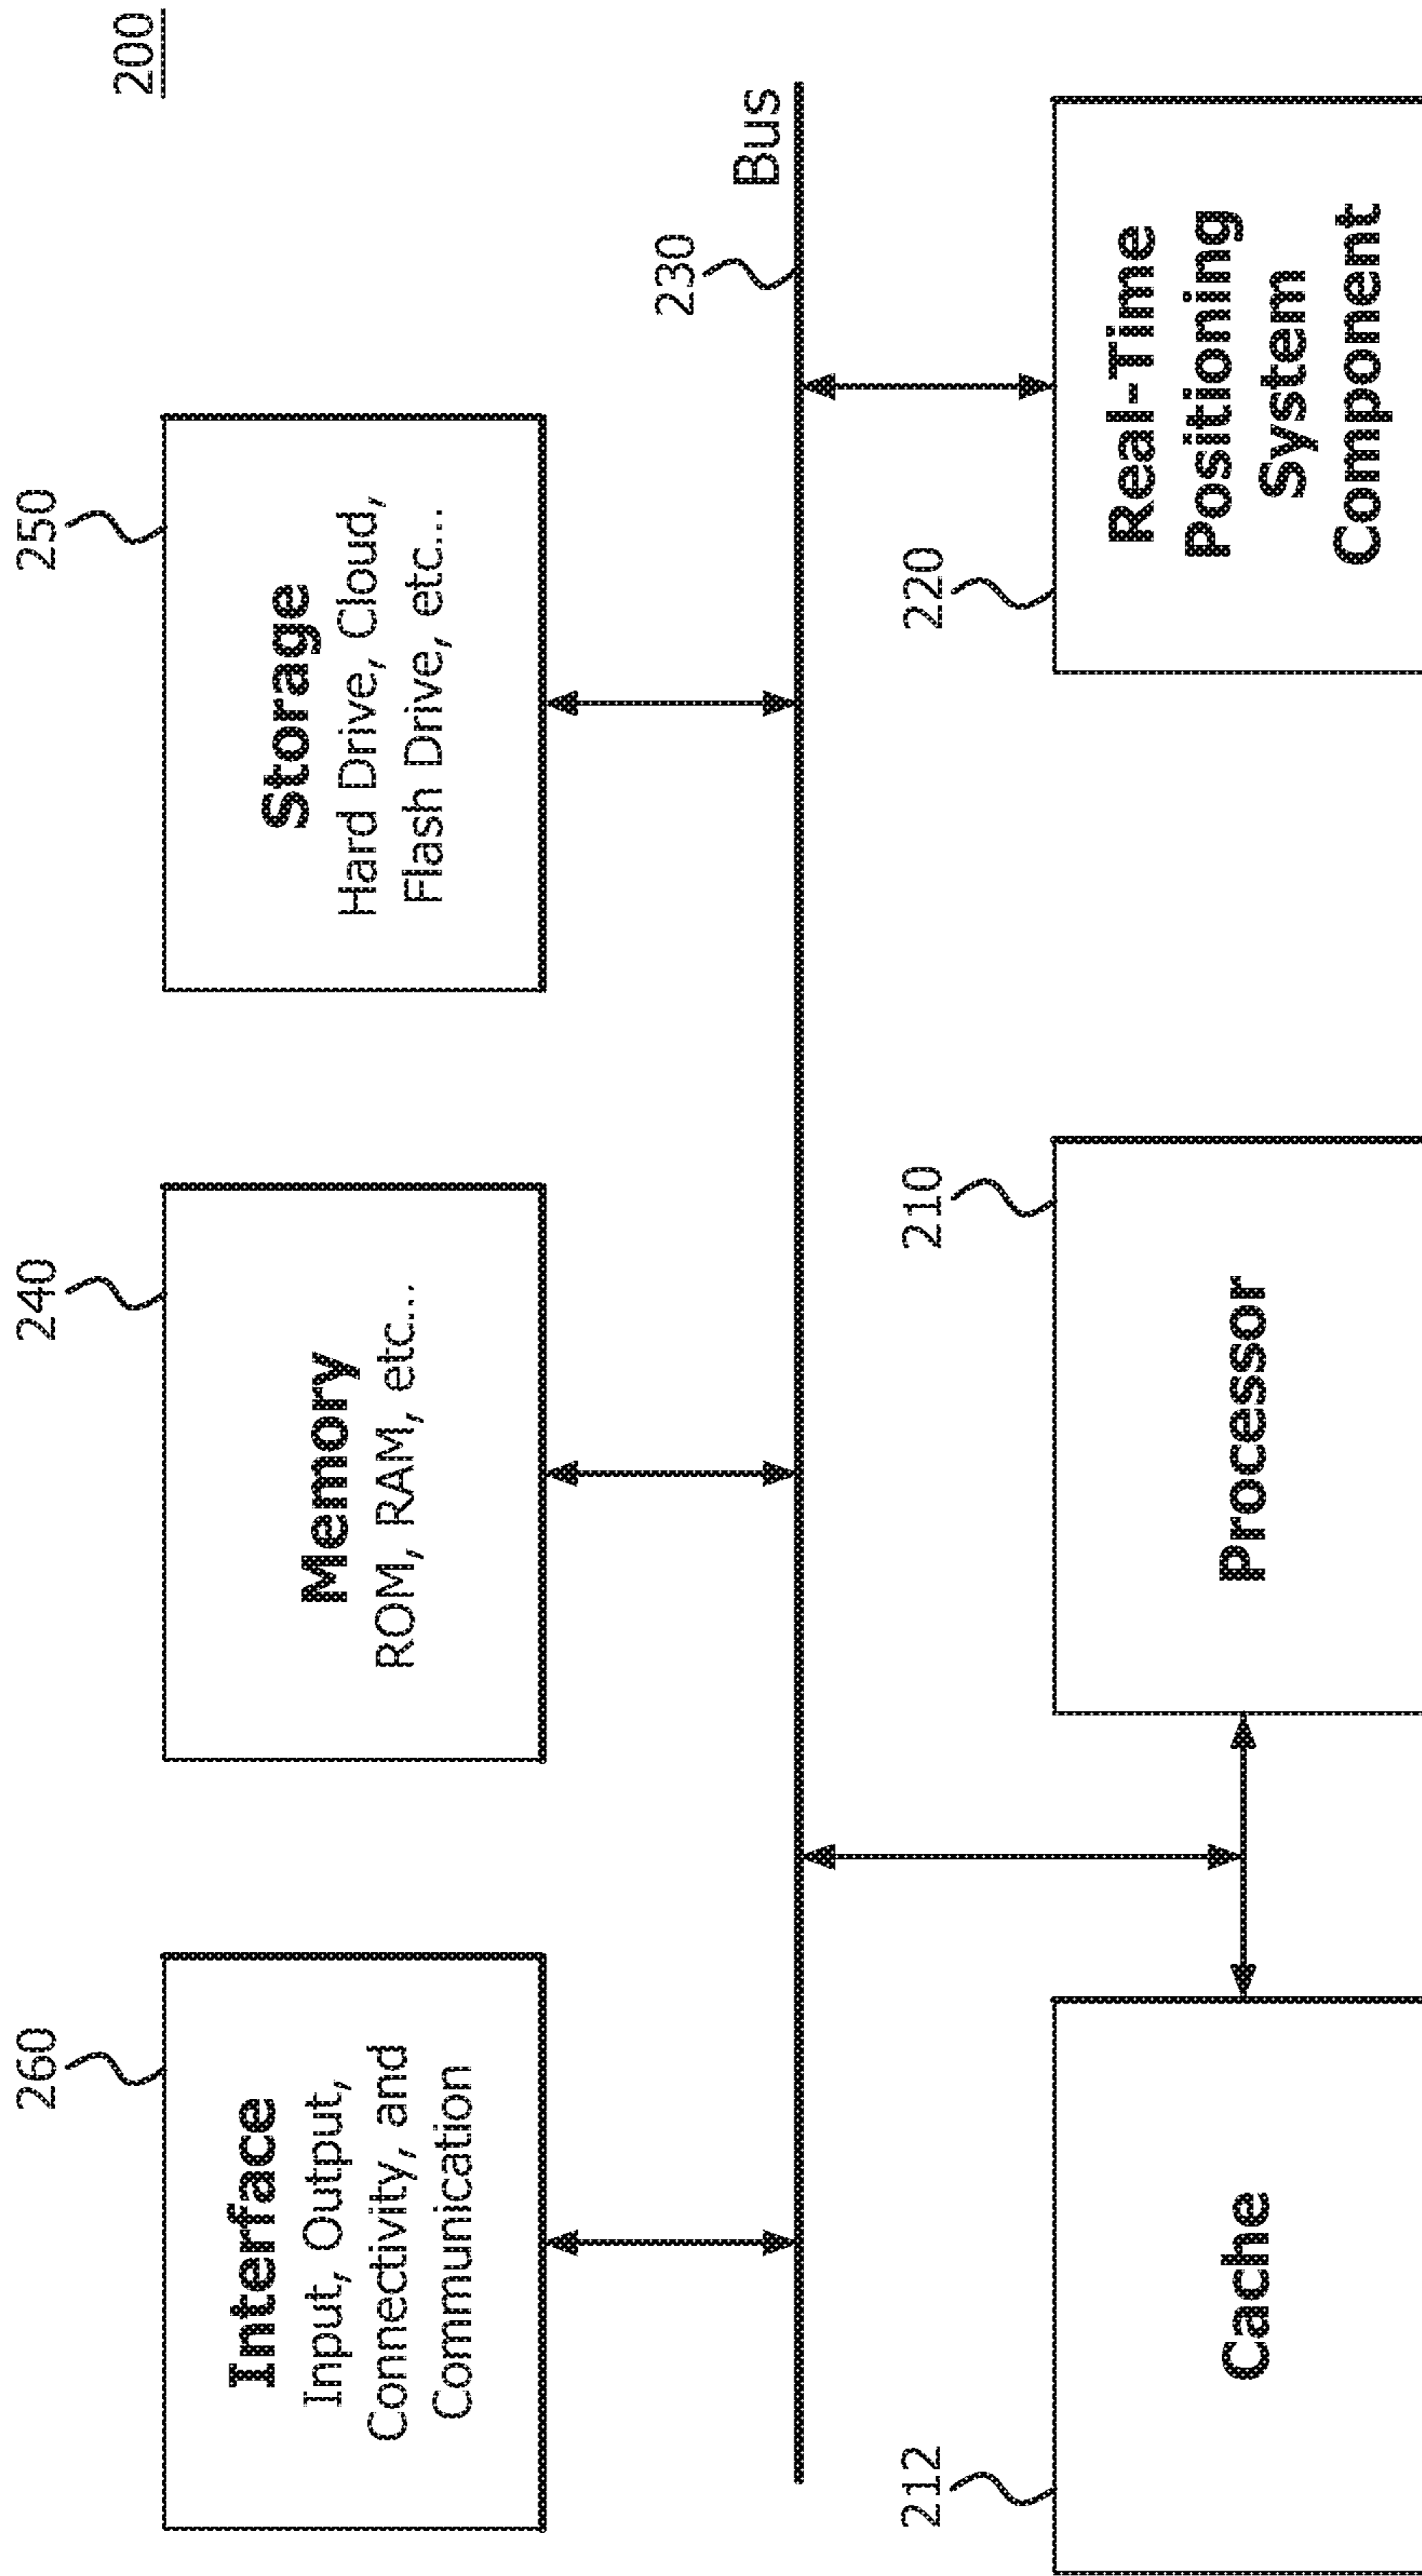 200
260
Interface
Input, Output,
Connectivity, and
Communication
240
Memory
ROM, RAM, etc...
250
Storage
Hard Drive, Cloud,
Flash Drive, etc...
230
Bus
212
Cache
210
Processor
220
Real-Time
Positioning
System
Component